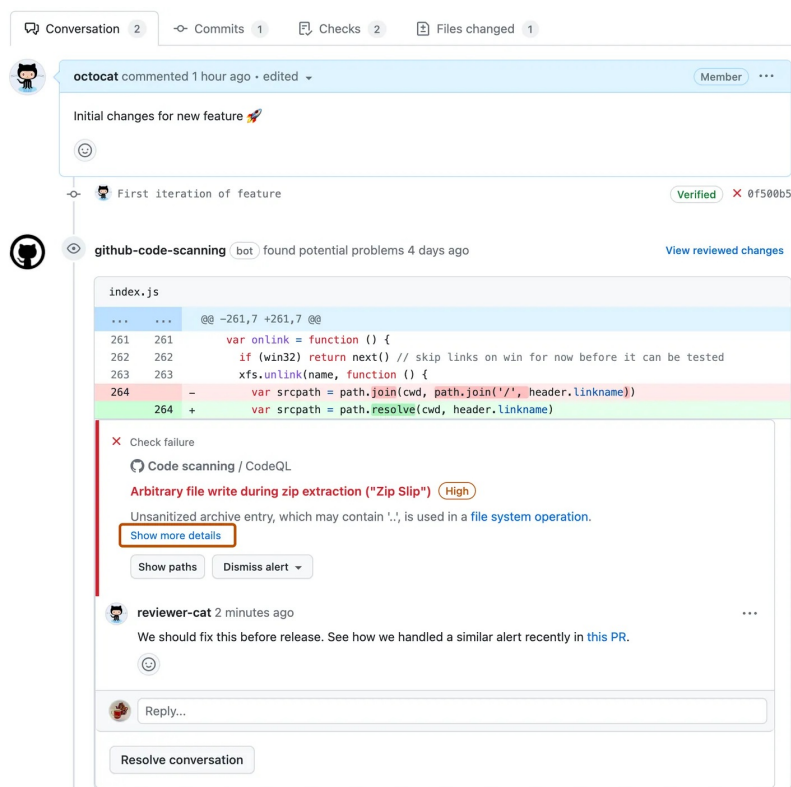 Conversation 2 Commits 1 Checks 2 Files changed 1
octocat commented 1 hour ago • edited Member
Initial changes for new feature 🚀
First iteration of feature Verified 0f500b5
github-code-scanning bot found potential problems 4 days ago View reviewed changes
index.js
... ... @@ -261,7 +261,7 @@
261 261 var onlink = function () {
262 262 if (win32) return next() // skip links on win for now before it can be tested
263 263 xfs.unlink(name, function () {
264 - var srcpath = path.join(cwd, path.join('/', header.linkname))
264 + var srcpath = path.resolve(cwd, header.linkname)
Check failure
Code scanning / CodeQL
Arbitrary file write during zip extraction ("Zip Slip") High
Unsanitized archive entry, which may contain '..', is used in a file system operation.
Show more details
Show paths Dismiss alert
reviewer-cat 2 minutes ago
We should fix this before release. See how we handled a similar alert recently in this PR.
Reply...
Resolve conversation